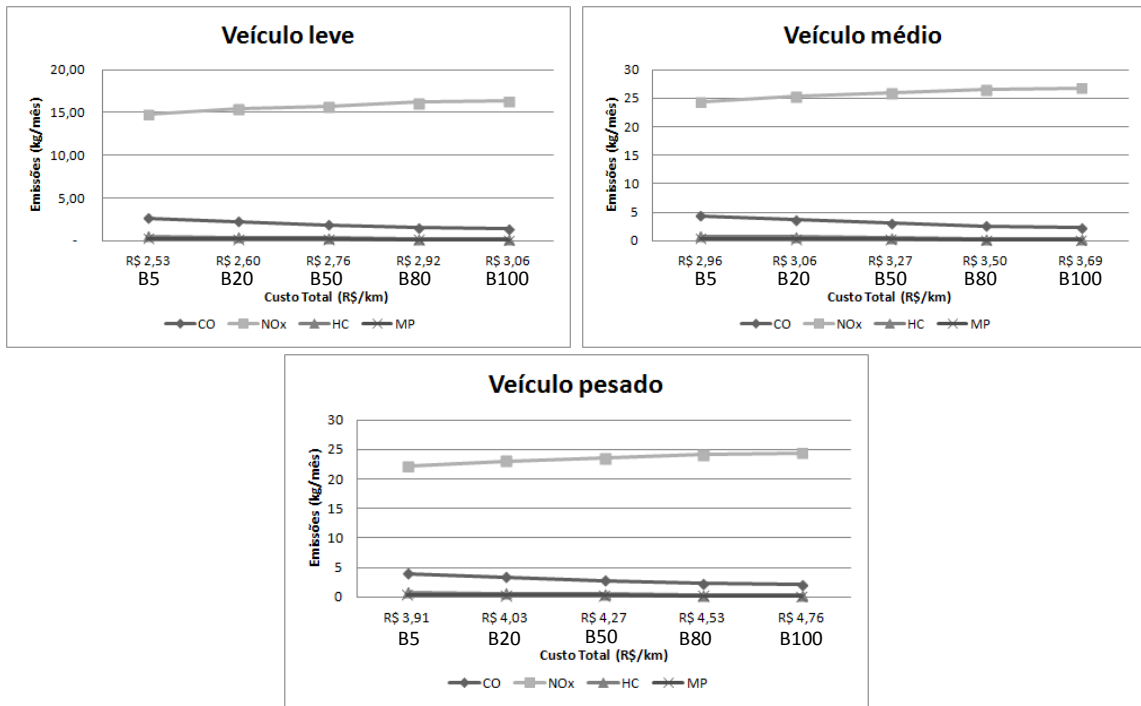 Veículo leve
Emissões (kg/mês)
20,00
15,00
10,00
5,00
-
R$ 2,53 R$ 2,60 R$ 2,76 R$ 2,92 R$ 3,06
B5 B20 B50 B80 B100
Custo Total (R$/km)
CO NOx HC MP
Veículo médio
Emissões (kg/mês)
30
25
20
15
10
5
0
R$ 2,96 R$ 3,06 R$ 3,27 R$ 3,50 R$ 3,69
B5 B20 B50 B80 B100
Custo Total (R$/km)
CO NOx HC MP
Veículo pesado
Emissões (kg/mês)
30
25
20
15
10
5
0
R$ 3,91 R$ 4,03 R$ 4,27 R$ 4,53 R$ 4,76
B5 B20 B50 B80 B100
Custo Total (R$/km)
CO NOx HC MP